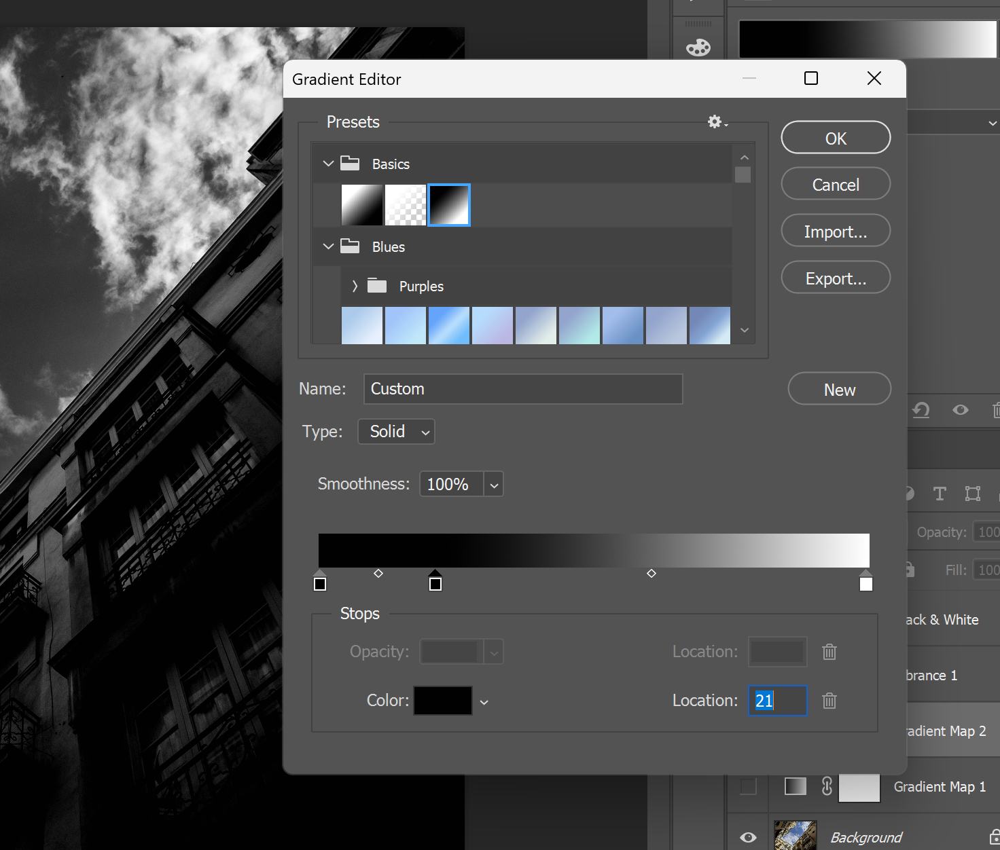 Gradient Editor
Presets
OK
Basics
Cancel
Import...
Blues
Export...
Purples
Name: Custom
New
Type: Solid
Smoothness: 100%
Opacity: 100
Fill: 100
Stops
ack & White
Opacity:
Location:
brance 1
Color:
Location: 21
radient Map 2
Gradient Map 1
Background